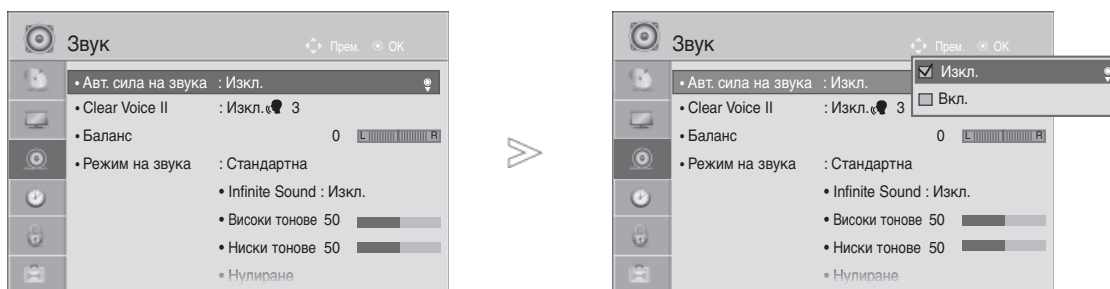 Звук
Прем. OK
• Авт. сила на звука : Изкл.
• Clear Voice II : Изкл. 3
• Баланс 0 L R
• Режим на звука : Стандартна
• Infinite Sound : Изкл.
• Високи тонове 50
• Ниски тонове 50
• Нулиране
Звук
Прем. OK
• Авт. сила на звука : Изкл.
Изкл.
Вкл.
• Clear Voice II : Изкл. 3
• Баланс 0 L R
• Режим на звука : Стандартна
• Infinite Sound : Изкл.
• Високи тонове 50
• Ниски тонове 50
• Нулиране